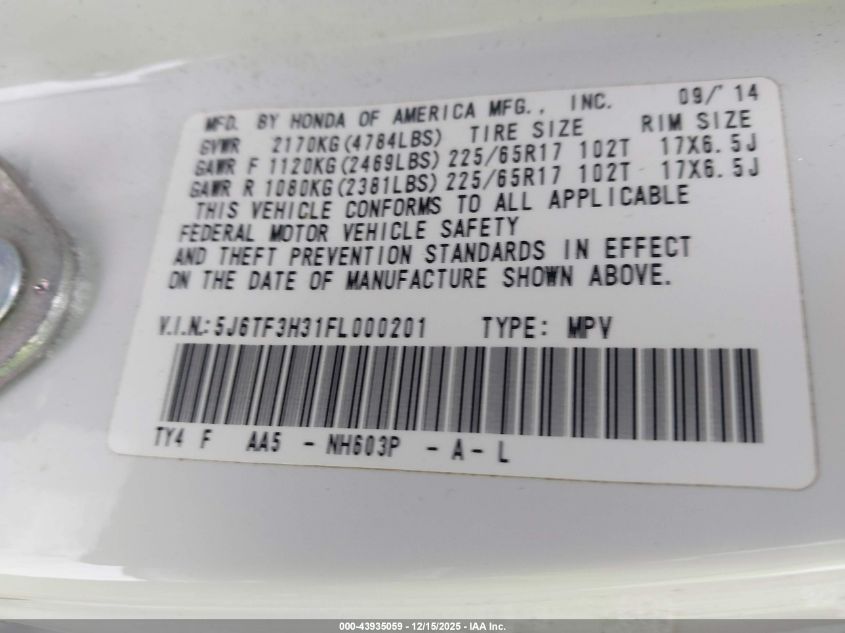 MFD. BY HONDA OF AMERICA MFG., INC. 09/ 14
GVWR 2170KG(4784LBS) TIRE SIZE RIM SIZE
GAWR F 1120KG(2469LBS) 225/65R17 102T 17X6.5J
GAWR R 1080KG(2381LBS) 225/65R17 102T 17X6.5J
THIS VEHICLE CONFORMS TO ALL APPLICABLE
FEDERAL MOTOR VEHICLE SAFETY
AND THEFT PREVENTION STANDARDS IN EFFECT
ON THE DATE OF MANUFACTURE SHOWN ABOVE.
V.I.N.: 5J6TF3H31FL000201 TYPE: MPV
TY4 F AA5 - NH603P - A - L
000-43935059 - 12/15/2025 - IAA Inc.